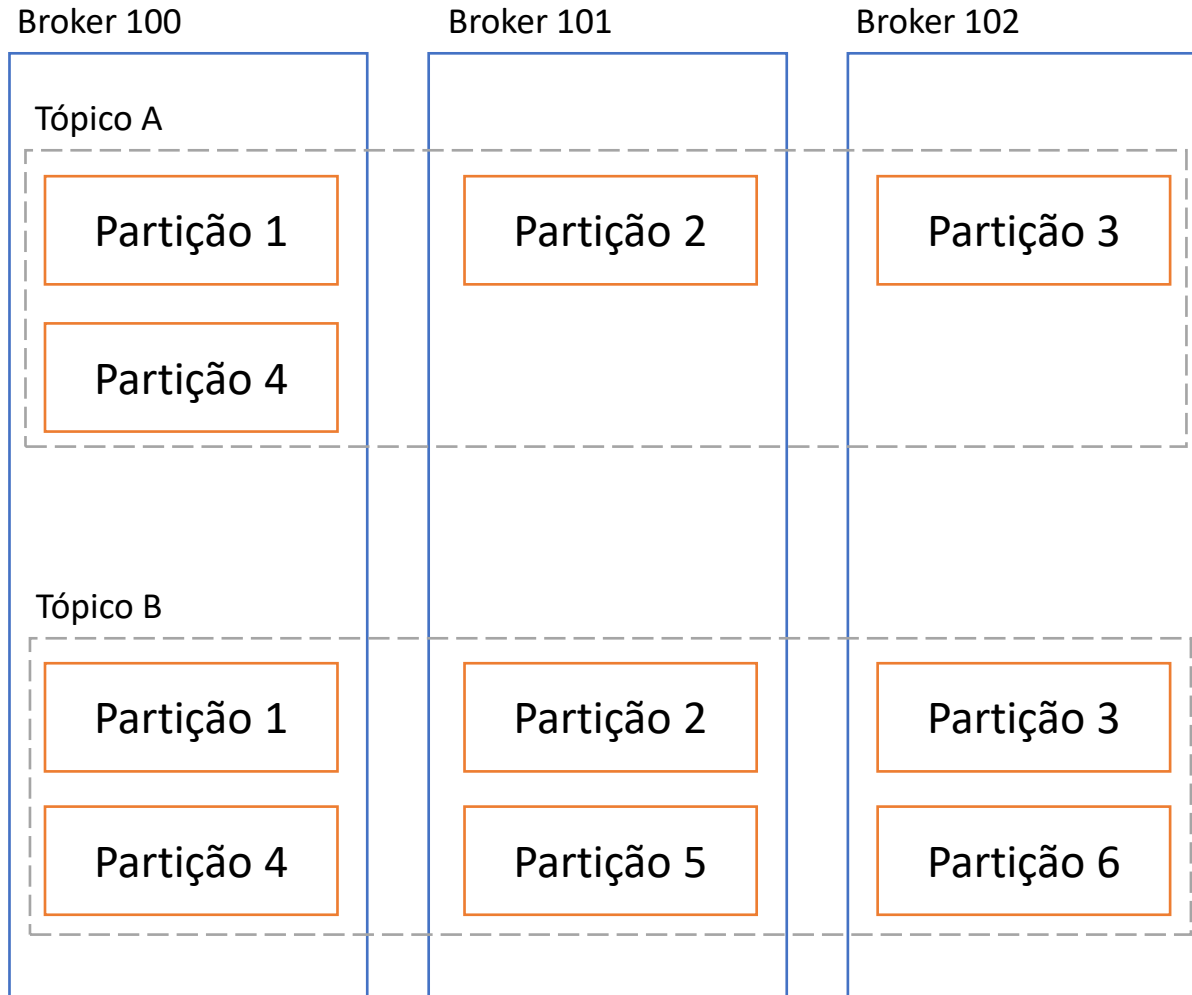 Broker 100
Broker 101
Broker 102
Tópico A
Partição 1
Partição 2
Partição 3
Partição 4
Tópico B
Partição 1
Partição 2
Partição 3
Partição 4
Partição 5
Partição 6